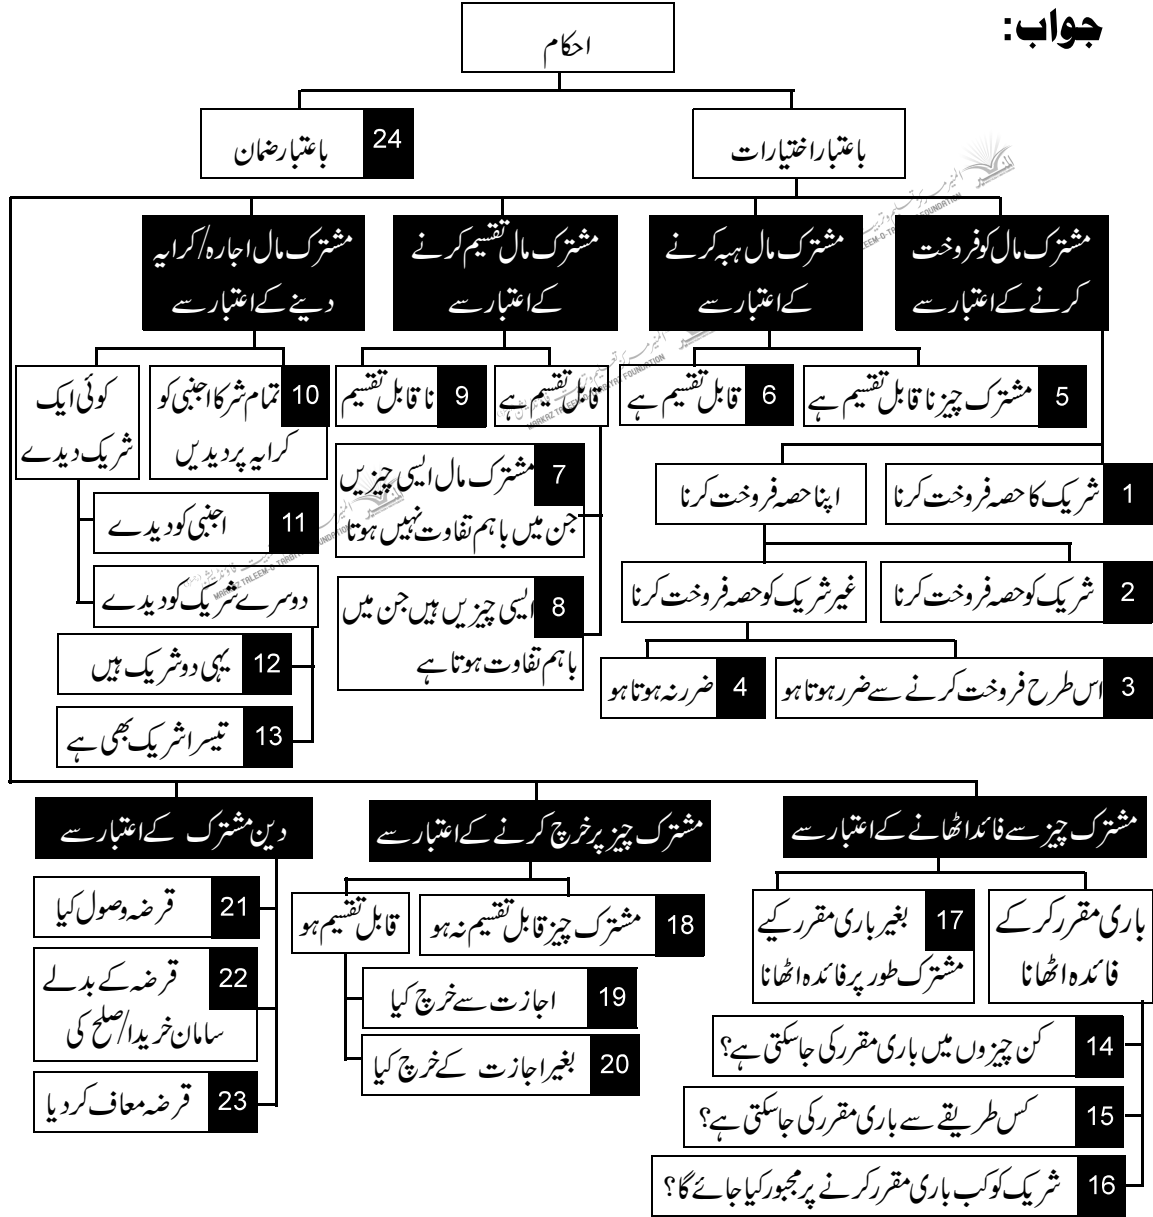 جواب:
احکام
باعتبار اختیارات
24 باعتبار ضمان
مشترک مال کو فروخت
کرنے کے اعتبار سے
مشترک مال ہبہ کرنے
کے اعتبار سے
مشترک مال تقسیم کرنے
کے اعتبار سے
مشترک مال اجارہ/کرایہ
دینے کے اعتبار سے
5 مشترک چیز نا قابل تقسیم ہے
6 قابل تقسیم ہے
قابل تقسیم ہے
9 نا قابل تقسیم
10 تمام شرکا اجنبی کو
کرایہ پر دیدیں
کوئی ایک
شریک دیدے
1 شریک کا حصہ فروخت کرنا
اپنا حصہ فروخت کرنا
7 مشترک مال ایسی چیزیں
جن میں باہم تفاوت نہیں ہوتا
11 اجنبی کو دیدے
2 شریک کو حصہ فروخت کرنا
غیر شریک کو حصہ فروخت کرنا
8 ایسی چیزیں ہیں جن میں
باہم تفاوت ہوتا ہے
دوسرے شریک کو دیدے
3 اس طرح فروخت کرنے سے ضرر ہوتا ہو
4 ضرر نہ ہوتا ہو
12 یہی دو شریک ہیں
13 تیسرا شریک بھی ہے
مشترک چیز سے فائدا ٹھانے کے اعتبار سے
مشترک چیز پر خرچ کرنے کے اعتبار سے
دین مشترک کے اعتبار سے
باری مقرر کر کے
فائدہ اٹھانا
17 بغیر باری مقرر کیے
مشترک طور پر فائدہ اٹھانا
18 مشترک چیز قابل تقسیم نہ ہو
قابل تقسیم ہو
21 قرضہ وصول کیا
22 قرضہ کے بدلے
سامان خریدا/صلح کی
23 قرضہ معاف کر دیا
19 اجازت سے خرچ کیا
20 بغیر اجازت کے خرچ کیا
14 کن چیزوں میں باری مقرر کی جاسکتی ہے؟
15 کس طریقے سے باری مقرر کی جاسکتی ہے؟
16 شریک کو کب باری مقرر کرنے پر مجبور کیا جائے گا؟